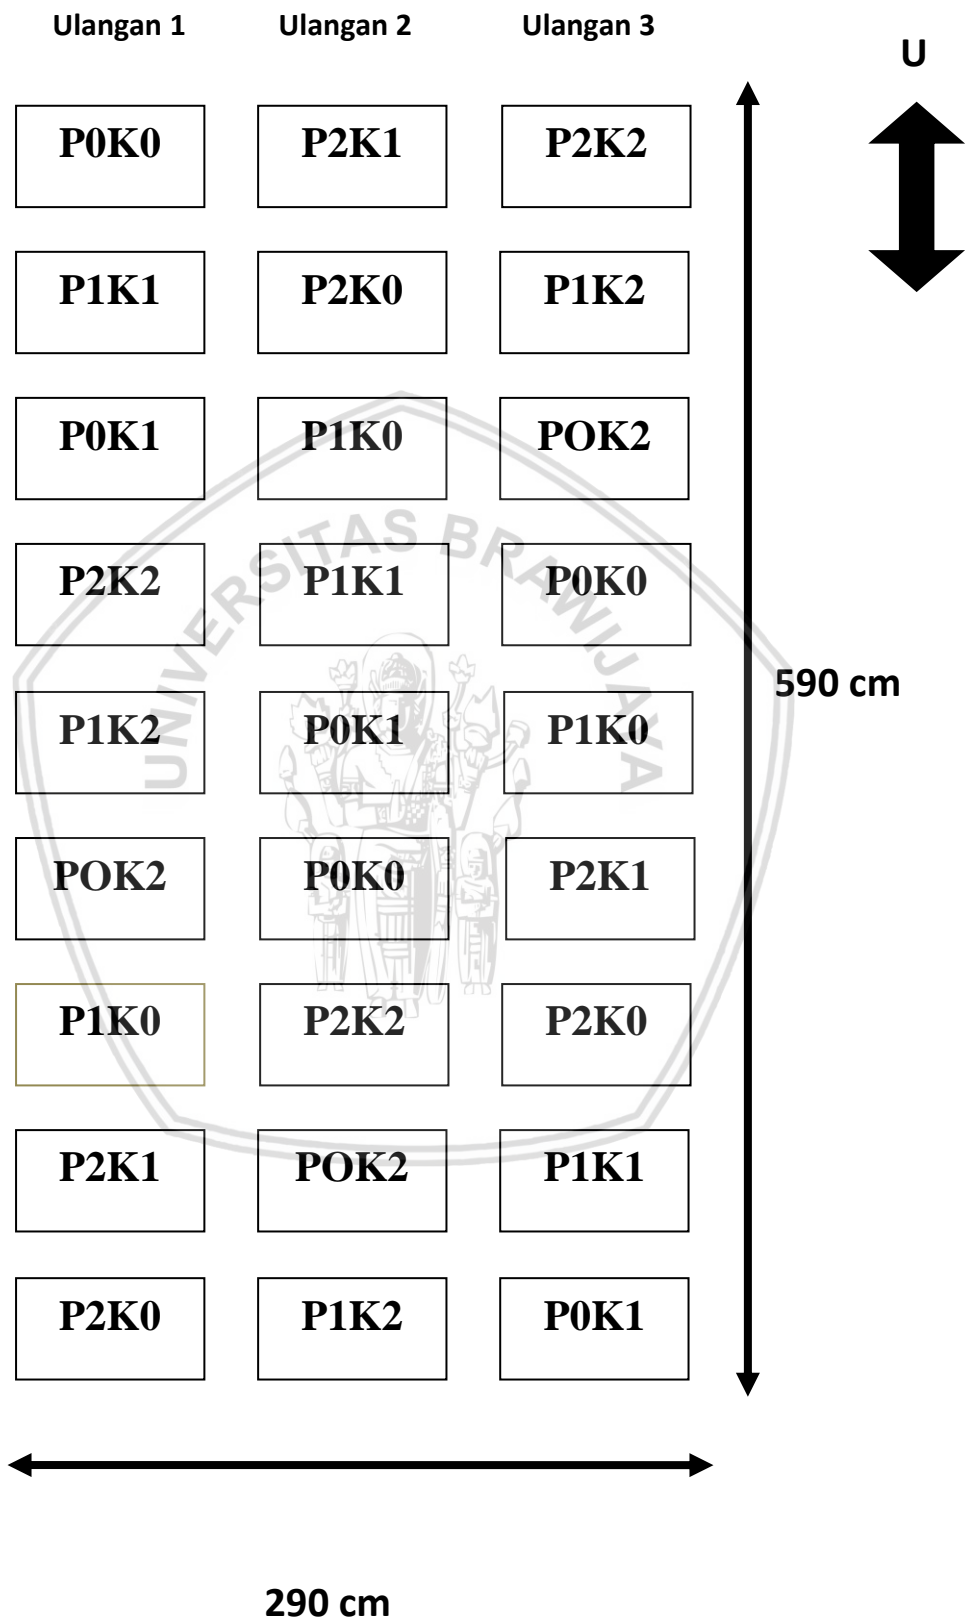 Ulangan 1 Ulangan 2 Ulangan 3
U
P0K0 P2K1 P2K2
P1K1 P2K0 P1K2
P0K1 P1K0 POK2
UNIVERSITAS BRAWIJAYA
P2K2 P1K1 P0K0
590 cm
P1K2 P0K1 P1K0
POK2 P0K0 P2K1
P1K0 P2K2 P2K0
P2K1 POK2 P1K1
P2K0 P1K2 P0K1
290 cm